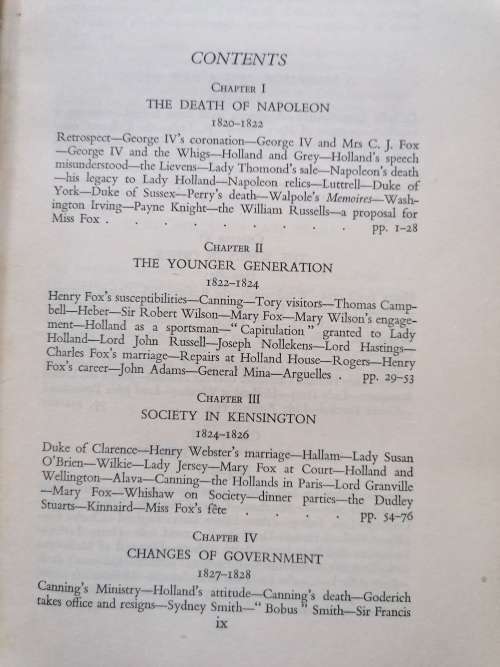 CONTENTS
CHAPTER I
THE DEATH OF NAPOLEON
1820–1822
Retrospect—George IV's coronation—George IV and Mrs C. J. Fox
—George IV and the Whigs—Holland and Grey—Holland's speech
misunderstood—the Lievens—Lady Thomond's sale—Napoleon's death
—his legacy to Lady Holland—Napoleon relics—Luttrell—Duke of
York—Duke of Sussex—Perry's death—Walpole's Memoires—Wash-
ington Irving—Payne Knight—the William Russells—a proposal for
Miss Fox . . . . . . . . pp. 1–28
CHAPTER II
THE YOUNGER GENERATION
1822–1824
Henry Fox's susceptibilities—Canning—Tory visitors—Thomas Camp-
bell—Heber—Sir Robert Wilson—Mary Fox—Mary Wilson's engage-
ment—Holland as a sportsman—"Capitulation" granted to Lady
Holland—Lord John Russell—Joseph Nollekens—Lord Hastings—
Charles Fox's marriage—Repairs at Holland House—Rogers—Henry
Fox's career—John Adams—General Mina—Arguelles . pp. 29–53
CHAPTER III
SOCIETY IN KENSINGTON
1824–1826
Duke of Clarence—Henry Webster's marriage—Hallam—Lady Susan
O'Brien—Wilkie—Lady Jersey—Mary Fox at Court—Holland and
Wellington—Alava—Canning—the Hollands in Paris—Lord Granville
—Mary Fox—Whishaw on Society—dinner parties—the Dudley
Stuarts—Kinnaird—Miss Fox's fête . . . . pp. 54–76
CHAPTER IV
CHANGES OF GOVERNMENT
1827–1828
Canning's Ministry—Holland's attitude—Canning's death—Goderich
takes office and resigns—Sydney Smith—"Bobus" Smith—Sir Francis
ix